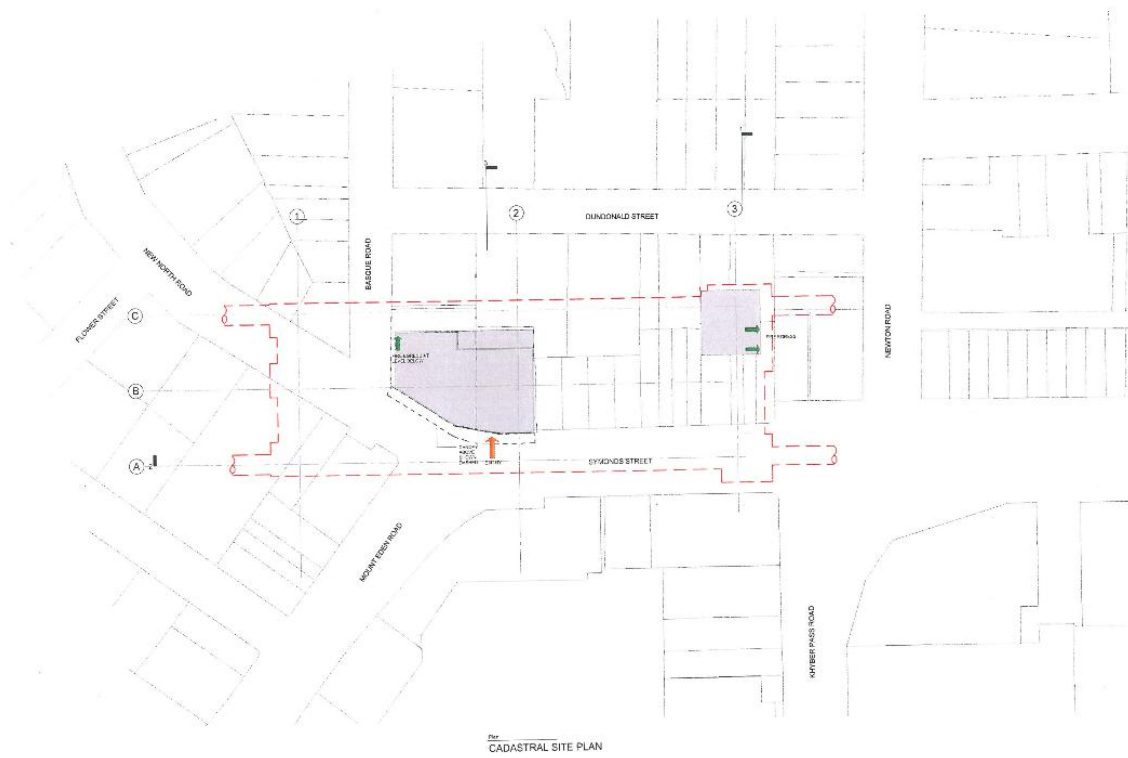 1
2
3
DUNDONALD STREET
BASQUE ROAD
NEW NORTH ROAD
FLOWER STREET
C
NEWTON ROAD
B
A
ENTRY
SYMONDS STREET
MOUNT EDEN ROAD
KHYBER PASS ROAD
Plan
CADASTRAL SITE PLAN